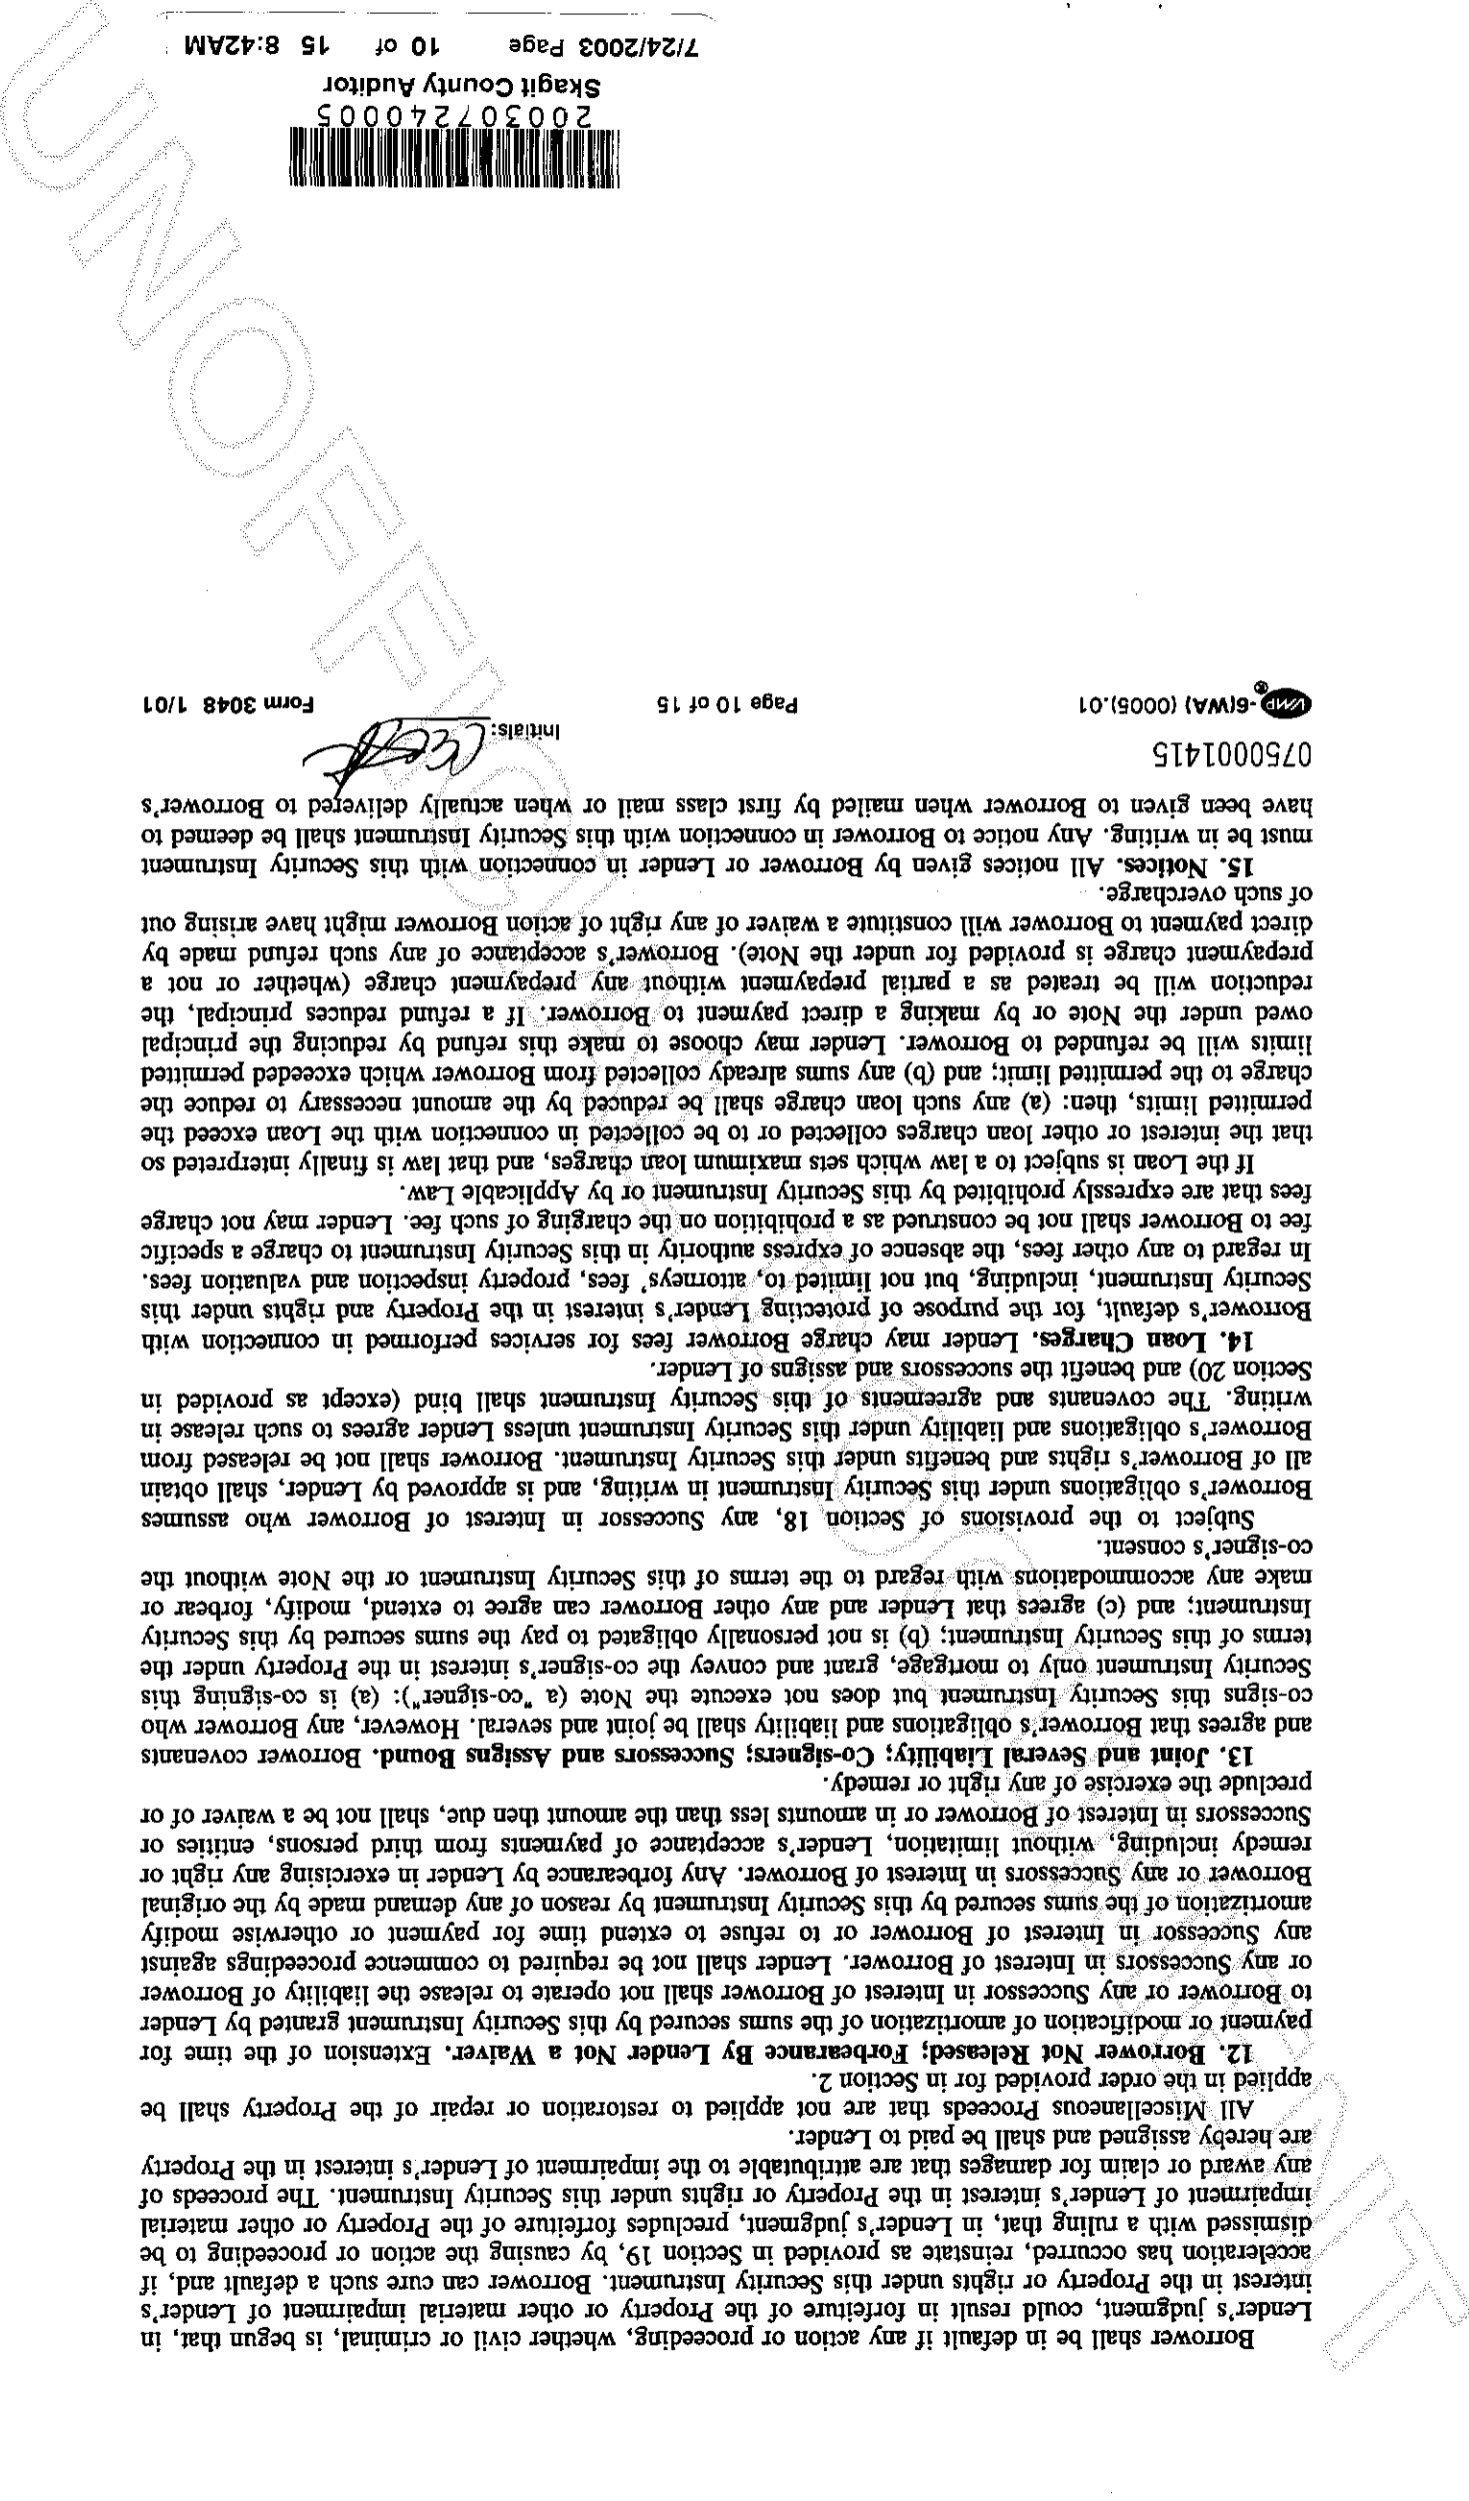 Borrower shall be in default if any action or proceeding, whether civil or criminal, is begun that, in
Lender's judgment, could result in forfeiture of the Property or other material impairment of Lender's
interest in the Property or rights under this Security Instrument. Borrower can cure such a default and, if
acceleration has occurred, reinstate as provided in Section 19, by causing the action or proceeding to be
dismissed with a ruling that, in Lender's judgment, precludes forfeiture of the Property or other material
impairment of Lender's interest in the Property or rights under this Security Instrument. The proceeds of
any award or claim for damages that are attributable to the impairment of Lender's interest in the Property
are hereby assigned and shall be paid to Lender.
All Miscellaneous Proceeds that are not applied to restoration or repair of the Property shall be
applied in the order provided for in Section 2.
12. Borrower Not Released; Forbearance By Lender Not a Waiver. Extension of the time for
payment or modification of amortization of the sums secured by this Security Instrument granted by Lender
to Borrower or any Successor in Interest of Borrower shall not operate to release the liability of Borrower
or any Successors in Interest of Borrower. Lender shall not be required to commence proceedings against
any Successor in Interest of Borrower or to refuse to extend time for payment or otherwise modify
amortization of the sums secured by this Security Instrument by reason of any demand made by the original
Borrower or any Successors in Interest of Borrower. Any forbearance by Lender in exercising any right or
remedy including, without limitation, Lender's acceptance of payments from third persons, entities or
Successors in Interest of Borrower or in amounts less than the amount then due, shall not be a waiver of or
preclude the exercise of any right or remedy.
13. Joint and Several Liability; Co-signers; Successors and Assigns Bound. Borrower covenants
and agrees that Borrower's obligations and liability shall be joint and several. However, any Borrower who
co-signs this Security Instrument but does not execute the Note (a "co-signer"): (a) is co-signing this
Security Instrument only to mortgage, grant and convey the co-signer's interest in the Property under the
terms of this Security Instrument; (b) is not personally obligated to pay the sums secured by this Security
Instrument; and (c) agrees that Lender and any other Borrower can agree to extend, modify, forbear or
make any accommodations with regard to the terms of this Security Instrument or the Note without the
co-signer's consent.
Subject to the provisions of Section 18, any Successor in Interest of Borrower who assumes
Borrower's obligations under this Security Instrument in writing, and is approved by Lender, shall obtain
all of Borrower's rights and benefits under this Security Instrument. Borrower shall not be released from
Borrower's obligations and liability under this Security Instrument unless Lender agrees to such release in
writing. The covenants and agreements of this Security Instrument shall bind (except as provided in
Section 20) and benefit the successors and assigns of Lender.
14. Loan Charges. Lender may charge Borrower fees for services performed in connection with
Borrower's default, for the purpose of protecting Lender's interest in the Property and rights under this
Security Instrument, including, but not limited to, attorneys' fees, property inspection and valuation fees.
In regard to any other fees, the absence of express authority in this Security Instrument to charge a specific
fee to Borrower shall not be construed as a prohibition on the charging of such fee. Lender may not charge
fees that are expressly prohibited by this Security Instrument or by Applicable Law.
If the Loan is subject to a law which sets maximum loan charges, and that law is finally interpreted so
that the interest or other loan charges collected or to be collected in connection with the Loan exceed the
permitted limits, then: (a) any such loan charge shall be reduced by the amount necessary to reduce the
charge to the permitted limit; and (b) any sums already collected from Borrower which exceeded permitted
limits will be refunded to Borrower. Lender may choose to make this refund by reducing the principal
owed under the Note or by making a direct payment to Borrower. If a refund reduces principal, the
reduction will be treated as a partial prepayment without any prepayment charge (whether or not a
prepayment charge is provided for under the Note). Borrower's acceptance of any such refund made by
direct payment to Borrower will constitute a waiver of any right of action Borrower might have arising out
of such overcharge.
15. Notices. All notices given by Borrower or Lender in connection with this Security Instrument
must be in writing. Any notice to Borrower in connection with this Security Instrument shall be deemed to
have been given to Borrower when mailed by first class mail or when actually delivered to Borrower's
0750001415
Initials:
VMP-6(WA) (0005).01 Page 10 of 15 Form 3048 1/01
200307240005
Skagit County Auditor
7/24/2003 Page 10 of 15 8:42AM
UNOFFICIAL DOCUMENT